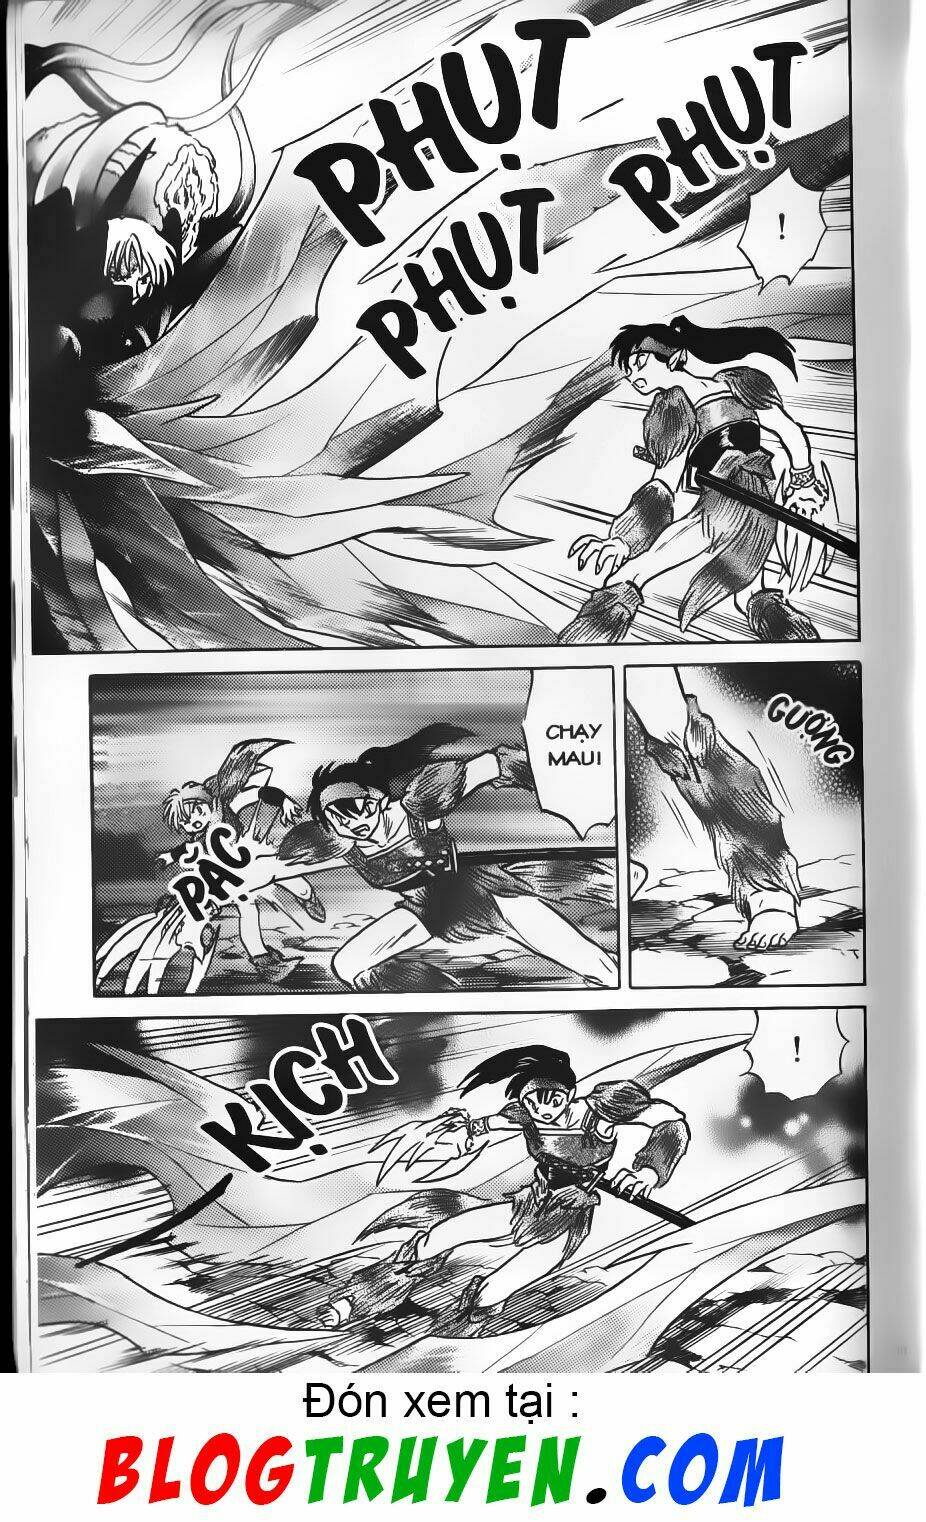 PHỤT
PHỤT
PHỤT
!
CHẠY
MAU!
GƯỢNG
PẶC
!
KỊCH
Đón xem tại :
BLOGTRUYEN.COM